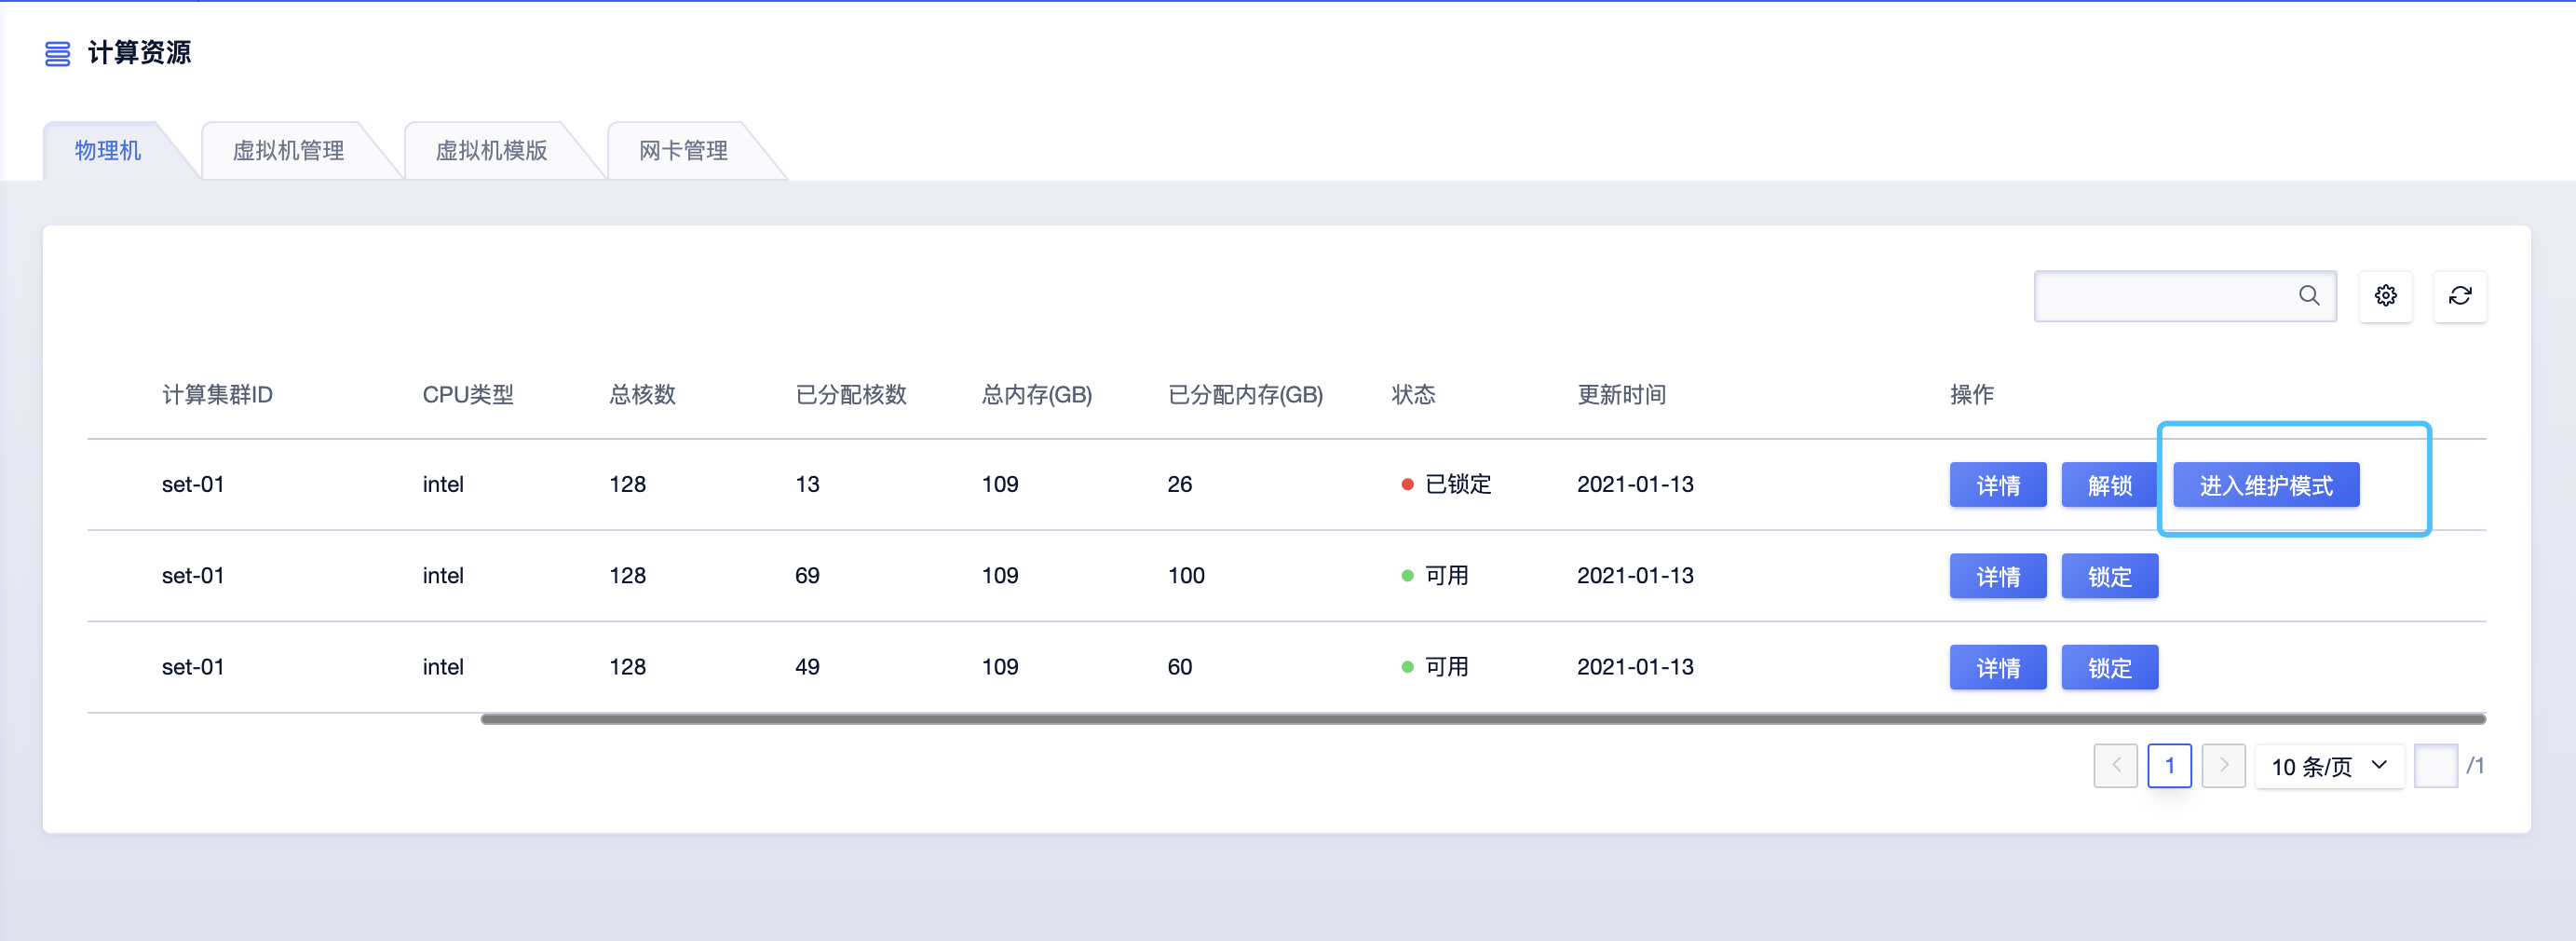 计算资源
物理机 虚拟机管理 虚拟机模版 网卡管理
计算集群ID CPU类型 总核数 已分配核数 总内存(GB) 已分配内存(GB) 状态 更新时间 操作
set-01 intel 128 13 109 26 已锁定 2021-01-13 详情 解锁 进入维护模式
set-01 intel 128 69 109 100 可用 2021-01-13 详情 锁定
set-01 intel 128 49 109 60 可用 2021-01-13 详情 锁定
1 10 条/页 /1